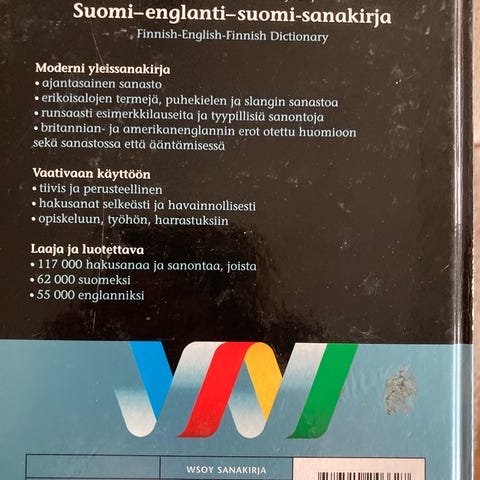 Suomi–englanti–suomi-sanakirja
Finnish-English-Finnish Dictionary
Moderni yleissanakirja
• ajantasainen sanasto
• erikoisalojen termejä, puhekielen ja slangin sanastoa
• runsaasti esimerkkilauseita ja tyypillisiä sanontoja
• britannian- ja amerikanenglannin erot otettu huomioon
sekä sanastossa että ääntämisessä
Vaativaan käyttöön
• tiivis ja perusteellinen
• hakusanat selkeästi ja havainnollisesti
• opiskeluun, työhön, harrastuksiin
Laaja ja luotettava
• 117 000 hakusanaa ja sanontaa, joista
• 62 000 suomeksi
• 55 000 englanniksi
WSOY SANAKIRJA